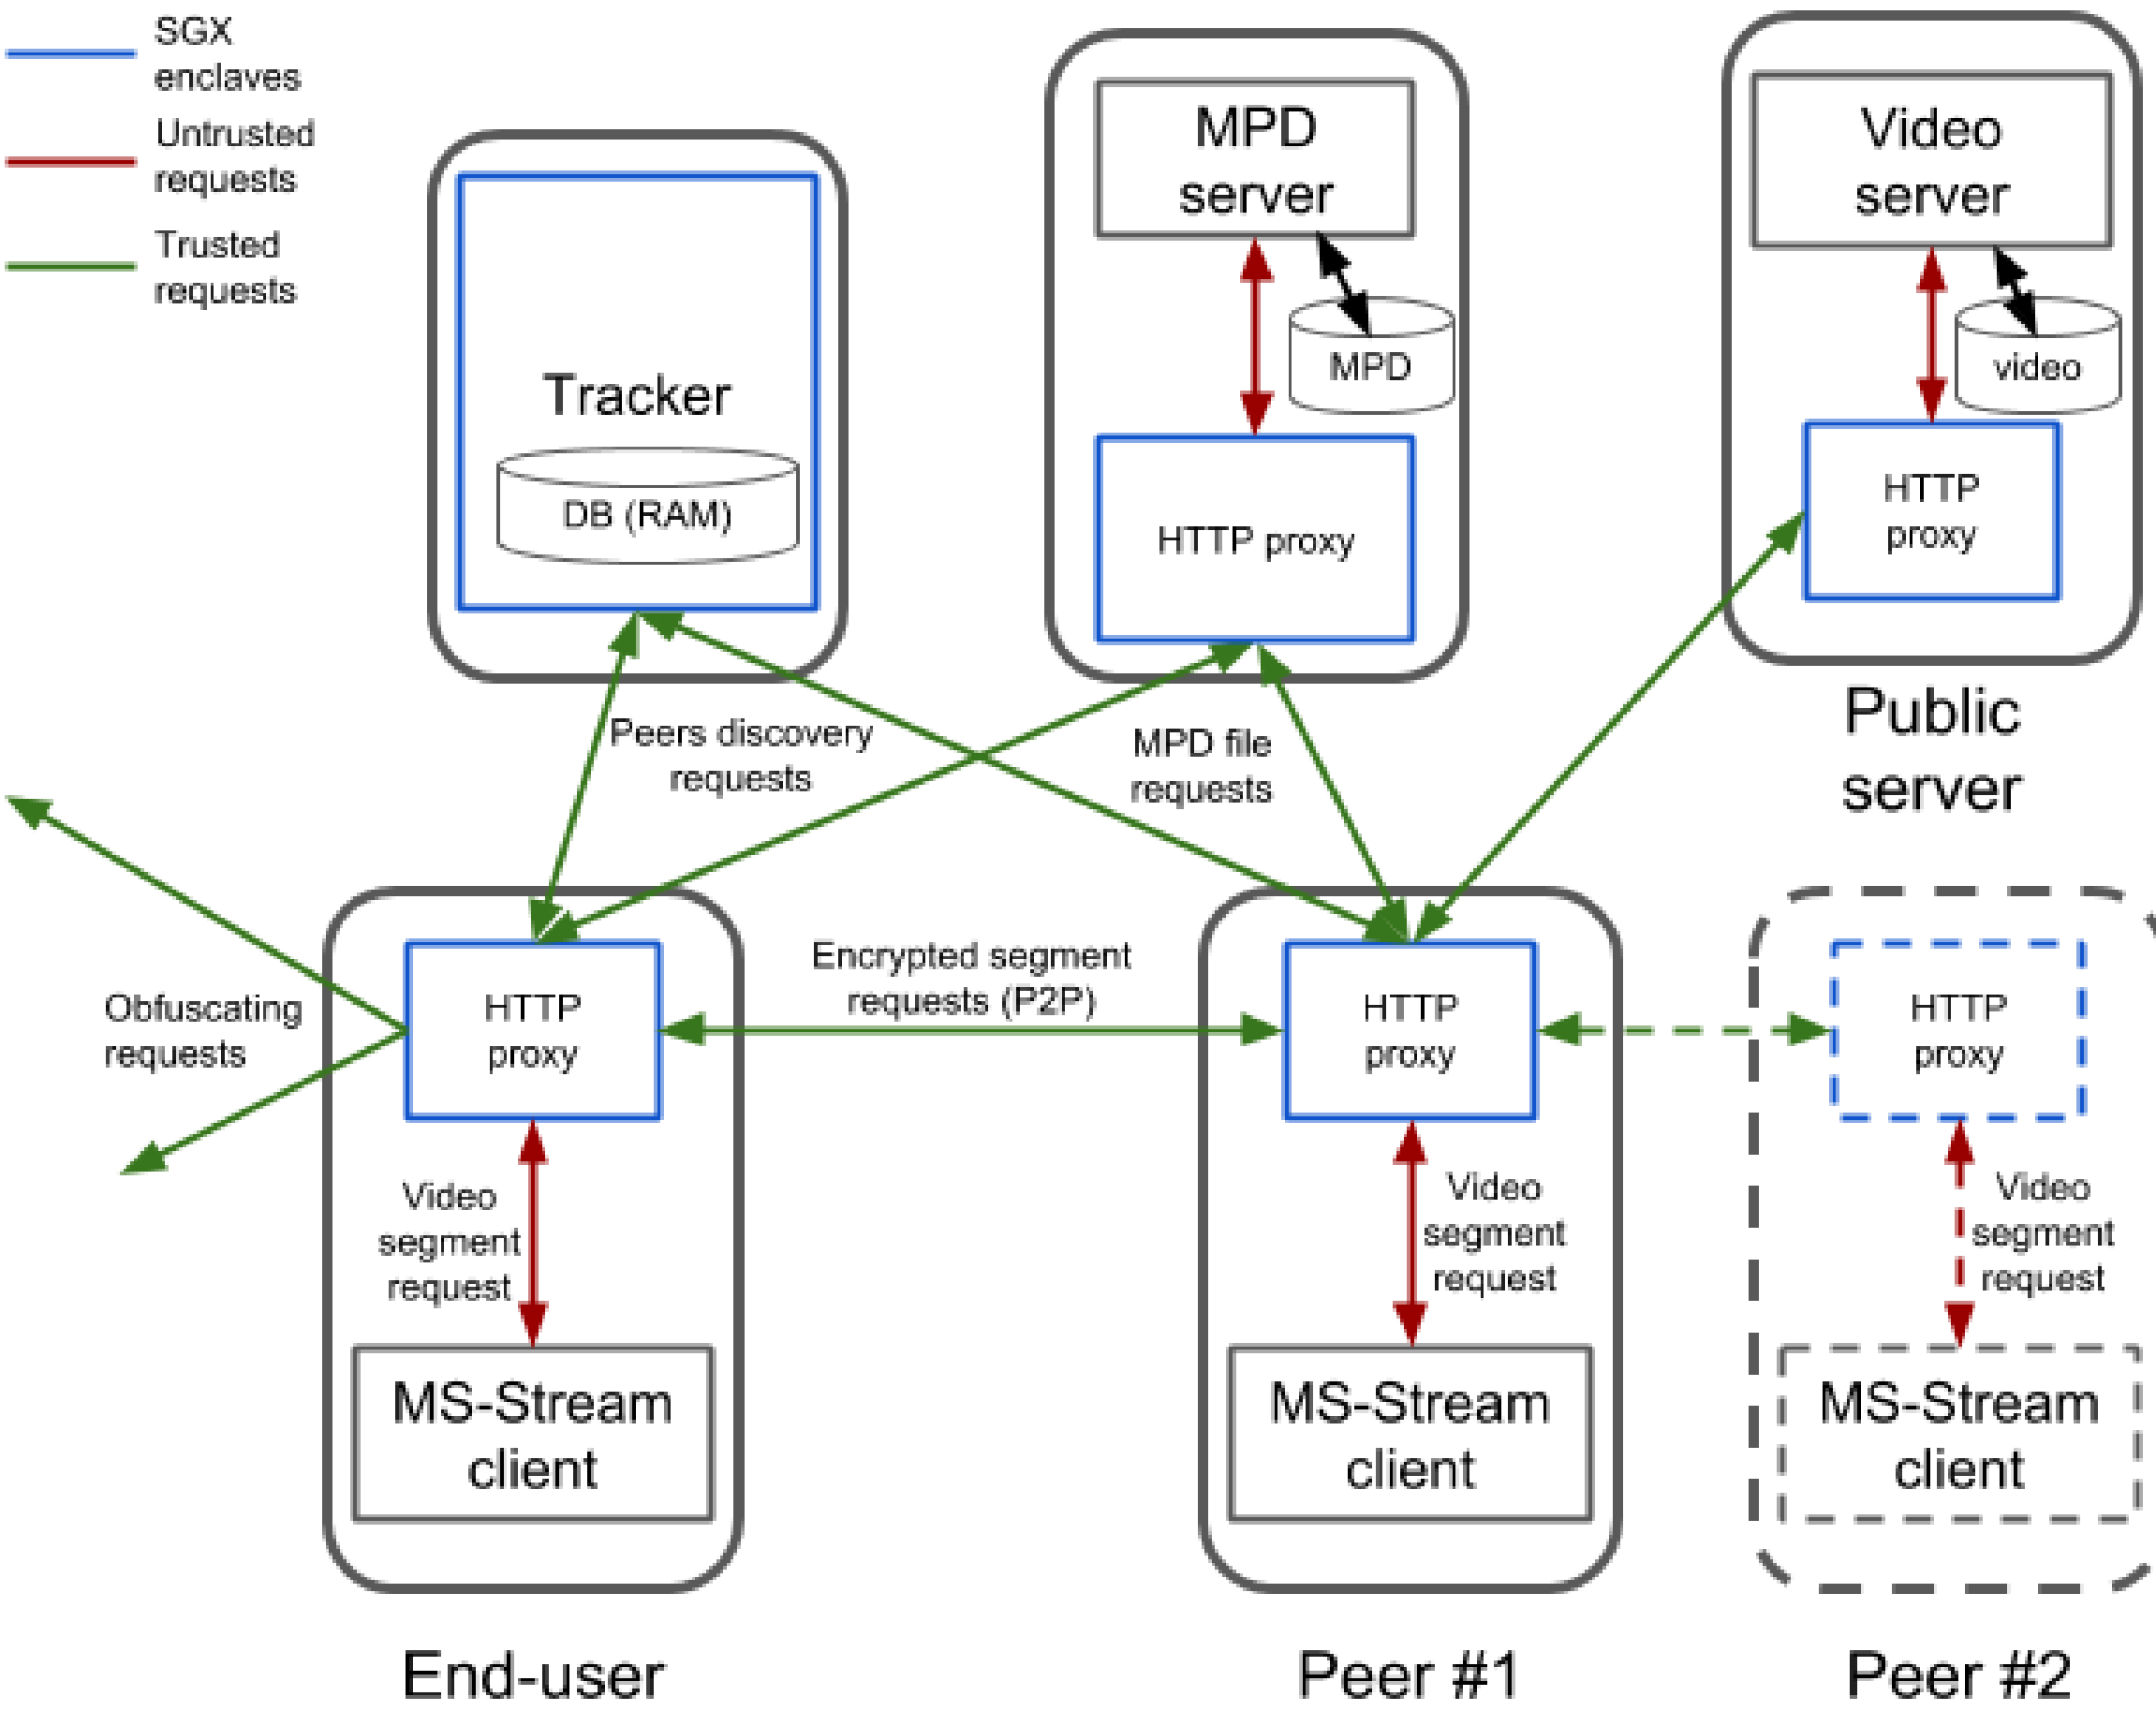 SGX
enclaves
Untrusted
requests
Trusted
requests
Tracker
DB (RAM)
MPD
server
MPD
HTTP proxy
Video
server
video
HTTP
proxy
Public
server
Peers discovery
requests
MPD file
requests
Obfuscating
requests
HTTP
proxy
Encrypted segment
requests (P2P)
HTTP
proxy
HTTP
proxy
Video
segment
request
Video
segment
request
Video
segment
request
MS-Stream
client
MS-Stream
client
MS-Stream
client
End-user
Peer #1
Peer #2